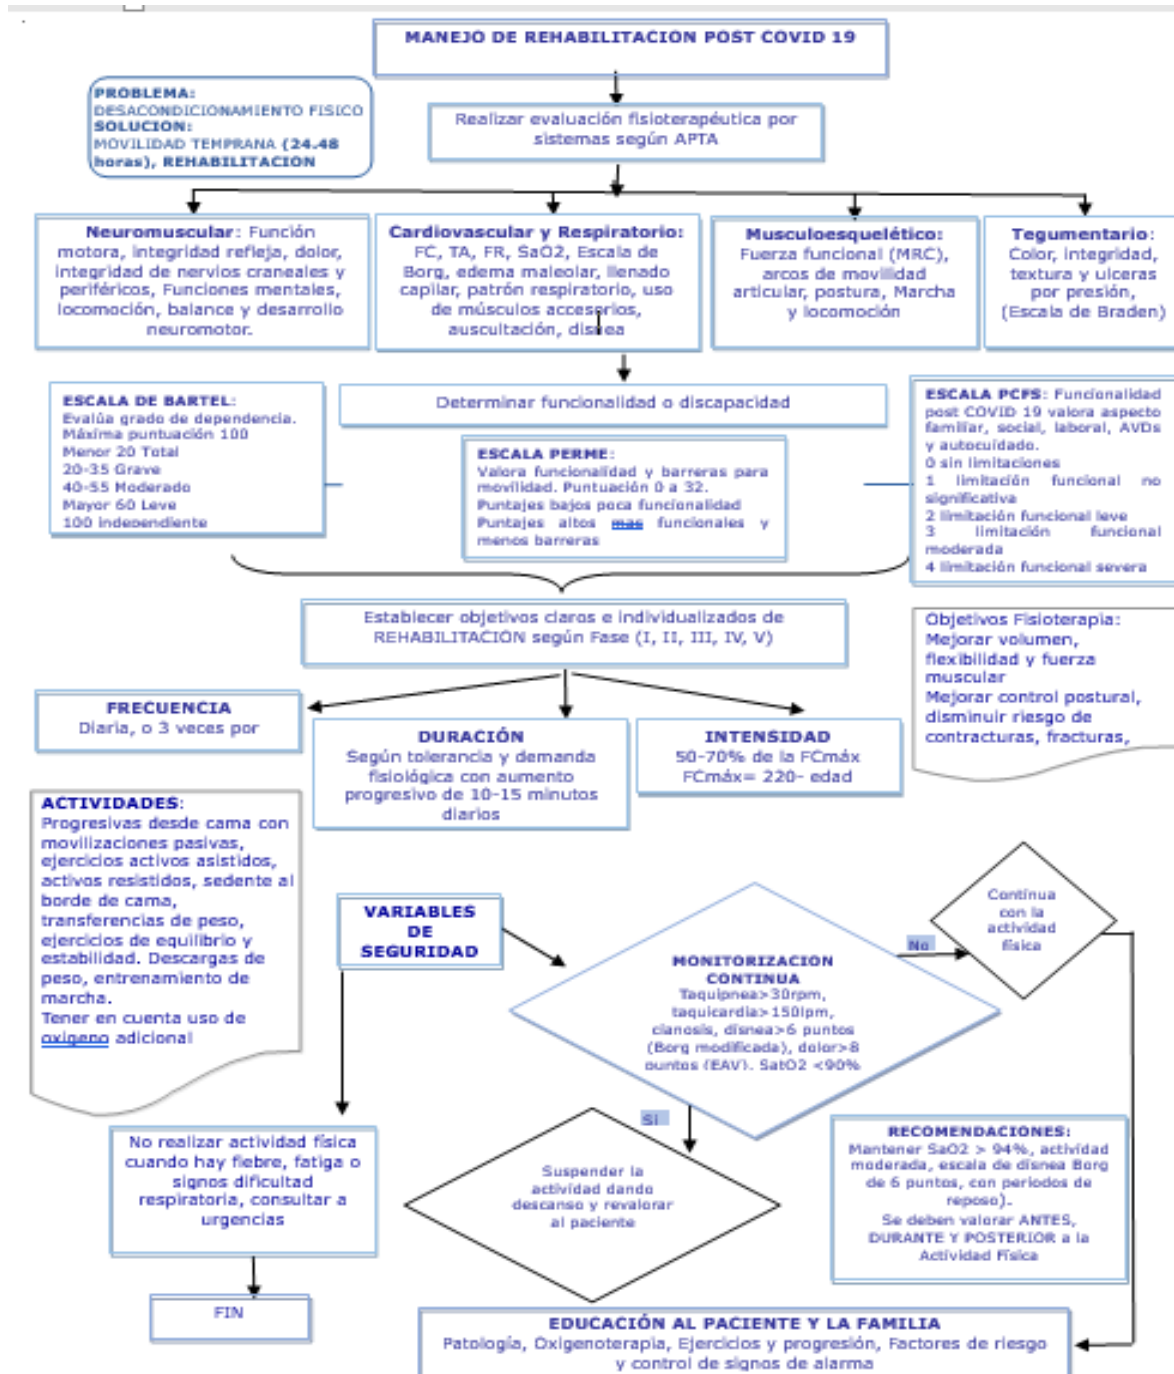 MANEJO DE REHABILITACION POST COVID 19
PROBLEMA:
DESACONDICIONAMIENTO FISICO
SOLUCION:
MOVILIDAD TEMPRANA (24.48
horas), REHABILITACION
Realizar evaluación fisioterapéutica por
sistemas según APTA
Neuromuscular: Función
motora, integridad refleja, dolor,
integridad de nervios craneales y
periféricos, Funciones mentales,
locomoción, balance y desarrollo
neuromotor.
Cardiovascular y Respiratorio:
FC, TA, FR, SaO2, Escala de
Borg, edema maleolar, llenado
capilar, patrón respiratorio, uso
de músculos accesorios,
auscultación, disnea
Musculoesquelético:
Fuerza funcional (MRC),
arcos de movilidad
articular, postura, Marcha
y locomoción
Tegumentario:
Color, integridad,
textura y ulceras
por presión,
(Escala de Braden)
ESCALA DE BARTEL:
Evalúa grado de dependencia.
Máxima puntuación 100
Menor 20 Total
20-35 Grave
40-55 Moderado
Mayor 60 Leve
100 independiente
Determinar funcionalidad o discapacidad
ESCALA PERME:
Valora funcionalidad y barreras para
movilidad. Puntuación 0 a 32.
Puntajes bajos poca funcionalidad
Puntajes altos mas funcionales y
menos barreras
ESCALA PCFS: Funcionalidad
post COVID 19 valora aspecto
familiar, social, laboral, AVDs
y autocuidado.
0 sin limitaciones
1 limitación funcional no
significativa
2 limitación funcional leve
3 limitación funcional
moderada
4 limitación funcional severa
Establecer objetivos claros e individualizados de
REHABILITACIÓN según Fase (I, II, III, IV, V)
Objetivos Fisioterapia:
Mejorar volumen,
flexibilidad y fuerza
muscular
Mejorar control postural,
disminuir riesgo de
contracturas, fracturas,
FRECUENCIA
Diaria, o 3 veces por
DURACIÓN
Según tolerancia y demanda
fisiológica con aumento
progresivo de 10-15 minutos
diarios
INTENSIDAD
50-70% de la FCmáx
FCmáx= 220- edad
ACTIVIDADES:
Progresivas desde cama con
movilizaciones pasivas,
ejercicios activos asistidos,
activos resistidos, sedente al
borde de cama,
transferencias de peso,
ejercicios de equilibrio y
estabilidad. Descargas de
peso, entrenamiento de
marcha.
Tener en cuenta uso de
oxigeno adicional
VARIABLES
DE
SEGURIDAD
MONITORIZACION
CONTINUA
Taquipnea>30rpm,
taquicardia>150lpm,
cianosis, disnea>6 puntos
(Borg modificada), dolor>8
puntos (EAV). SatO2 <90%
No
Continua
con la
actividad
física
Si
Suspender la
actividad dando
descanso y revalorar
al paciente
No realizar actividad física
cuando hay fiebre, fatiga o
signos dificultad
respiratoria, consultar a
urgencias
FIN
RECOMENDACIONES:
Mantener SaO2 > 94%, actividad
moderada, escala de disnea Borg
de 6 puntos, con periodos de
reposo).
Se deben valorar ANTES,
DURANTE Y POSTERIOR a la
Actividad Física
EDUCACIÓN AL PACIENTE Y LA FAMILIA
Patología, Oxigenoterapia, Ejercicios y progresión, Factores de riesgo
y control de signos de alarma